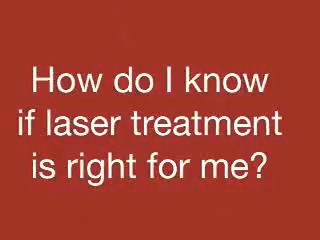 How do I know
if laser treatment
is right for me?